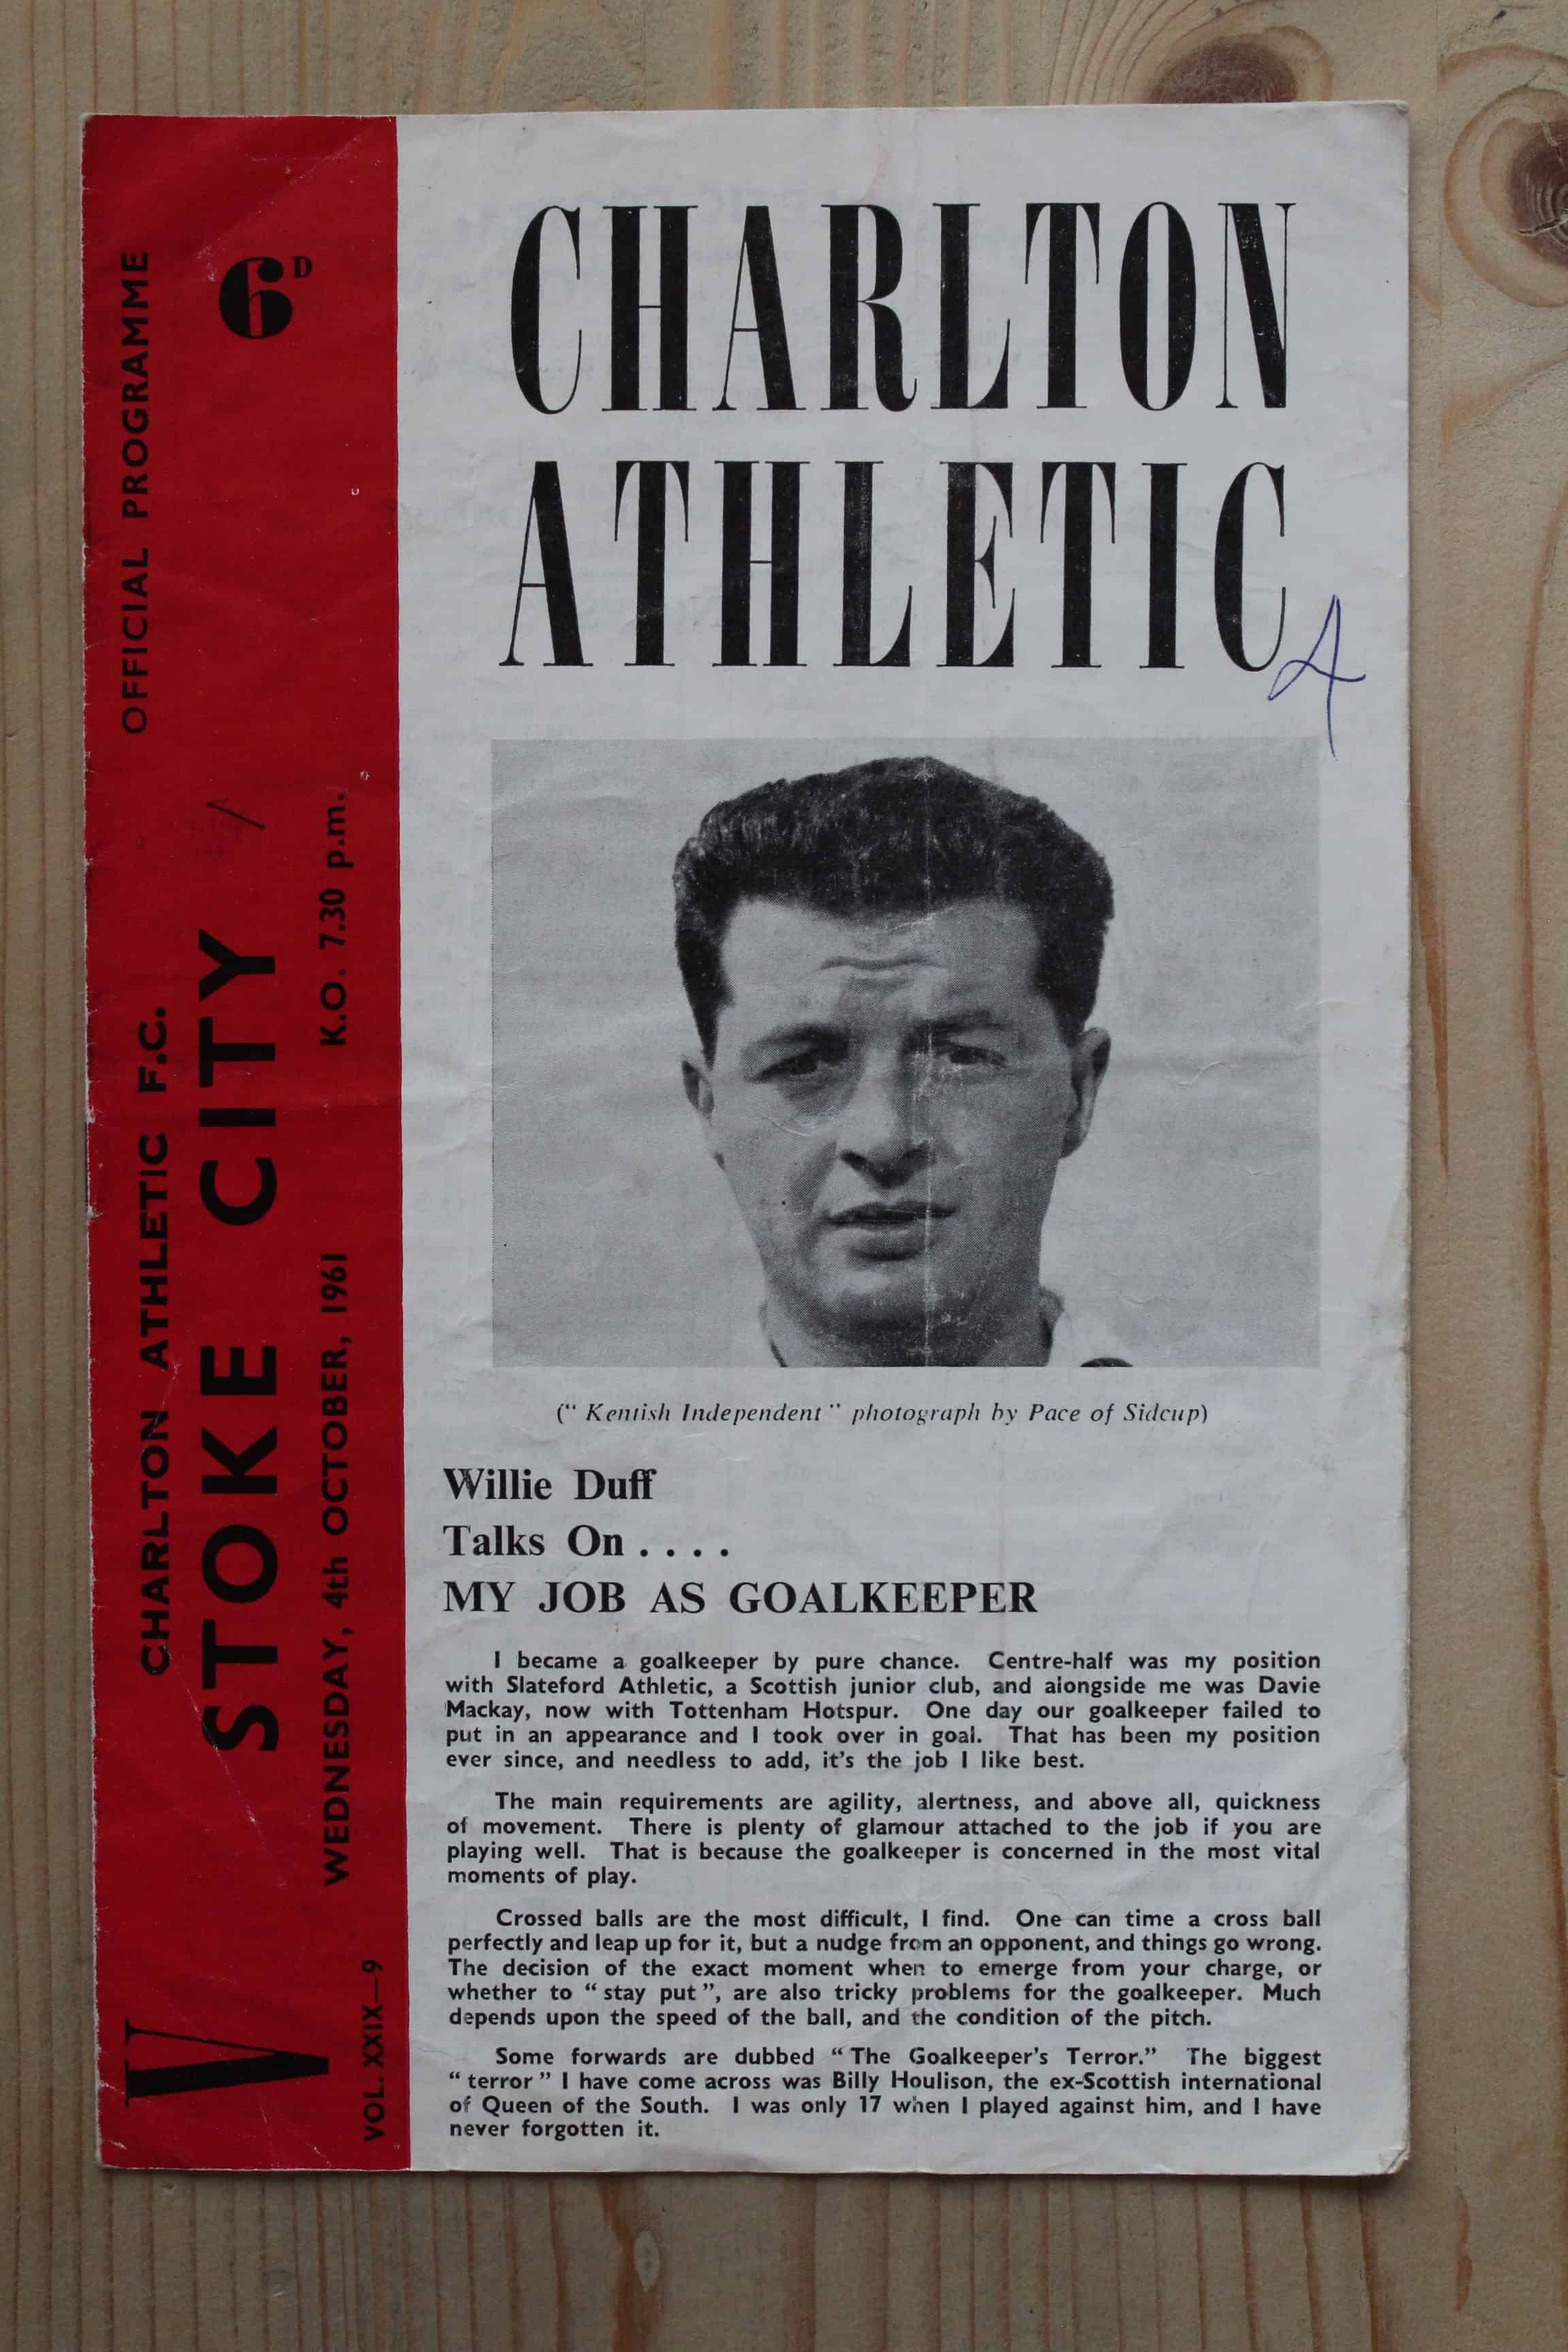 OFFICIAL PROGRAMME
6D
CHARLTON ATHLETIC F.C.
V STOKE CITY
WEDNESDAY, 4th OCTOBER, 1961 K.O. 7.30 p.m.
VOL. XXIX—9
CHARLTON
ATHLETIC
A
(“ Kentish Independent ” photograph by Pace of Sidcup)
Willie Duff
Talks On . . . .
MY JOB AS GOALKEEPER
I became a goalkeeper by pure chance. Centre-half was my position
with Slateford Athletic, a Scottish junior club, and alongside me was Davie
Mackay, now with Tottenham Hotspur. One day our goalkeeper failed to
put in an appearance and I took over in goal. That has been my position
ever since, and needless to add, it's the job I like best.
The main requirements are agility, alertness, and above all, quickness
of movement. There is plenty of glamour attached to the job if you are
playing well. That is because the goalkeeper is concerned in the most vital
moments of play.
Crossed balls are the most difficult, I find. One can time a cross ball
perfectly and leap up for it, but a nudge from an opponent, and things go wrong.
The decision of the exact moment when to emerge from your charge, or
whether to “ stay put ”, are also tricky problems for the goalkeeper. Much
depends upon the speed of the ball, and the condition of the pitch.
Some forwards are dubbed “ The Goalkeeper's Terror.” The biggest
“ terror ” I have come across was Billy Houlison, the ex-Scottish international
of Queen of the South. I was only 17 when I played against him, and I have
never forgotten it.